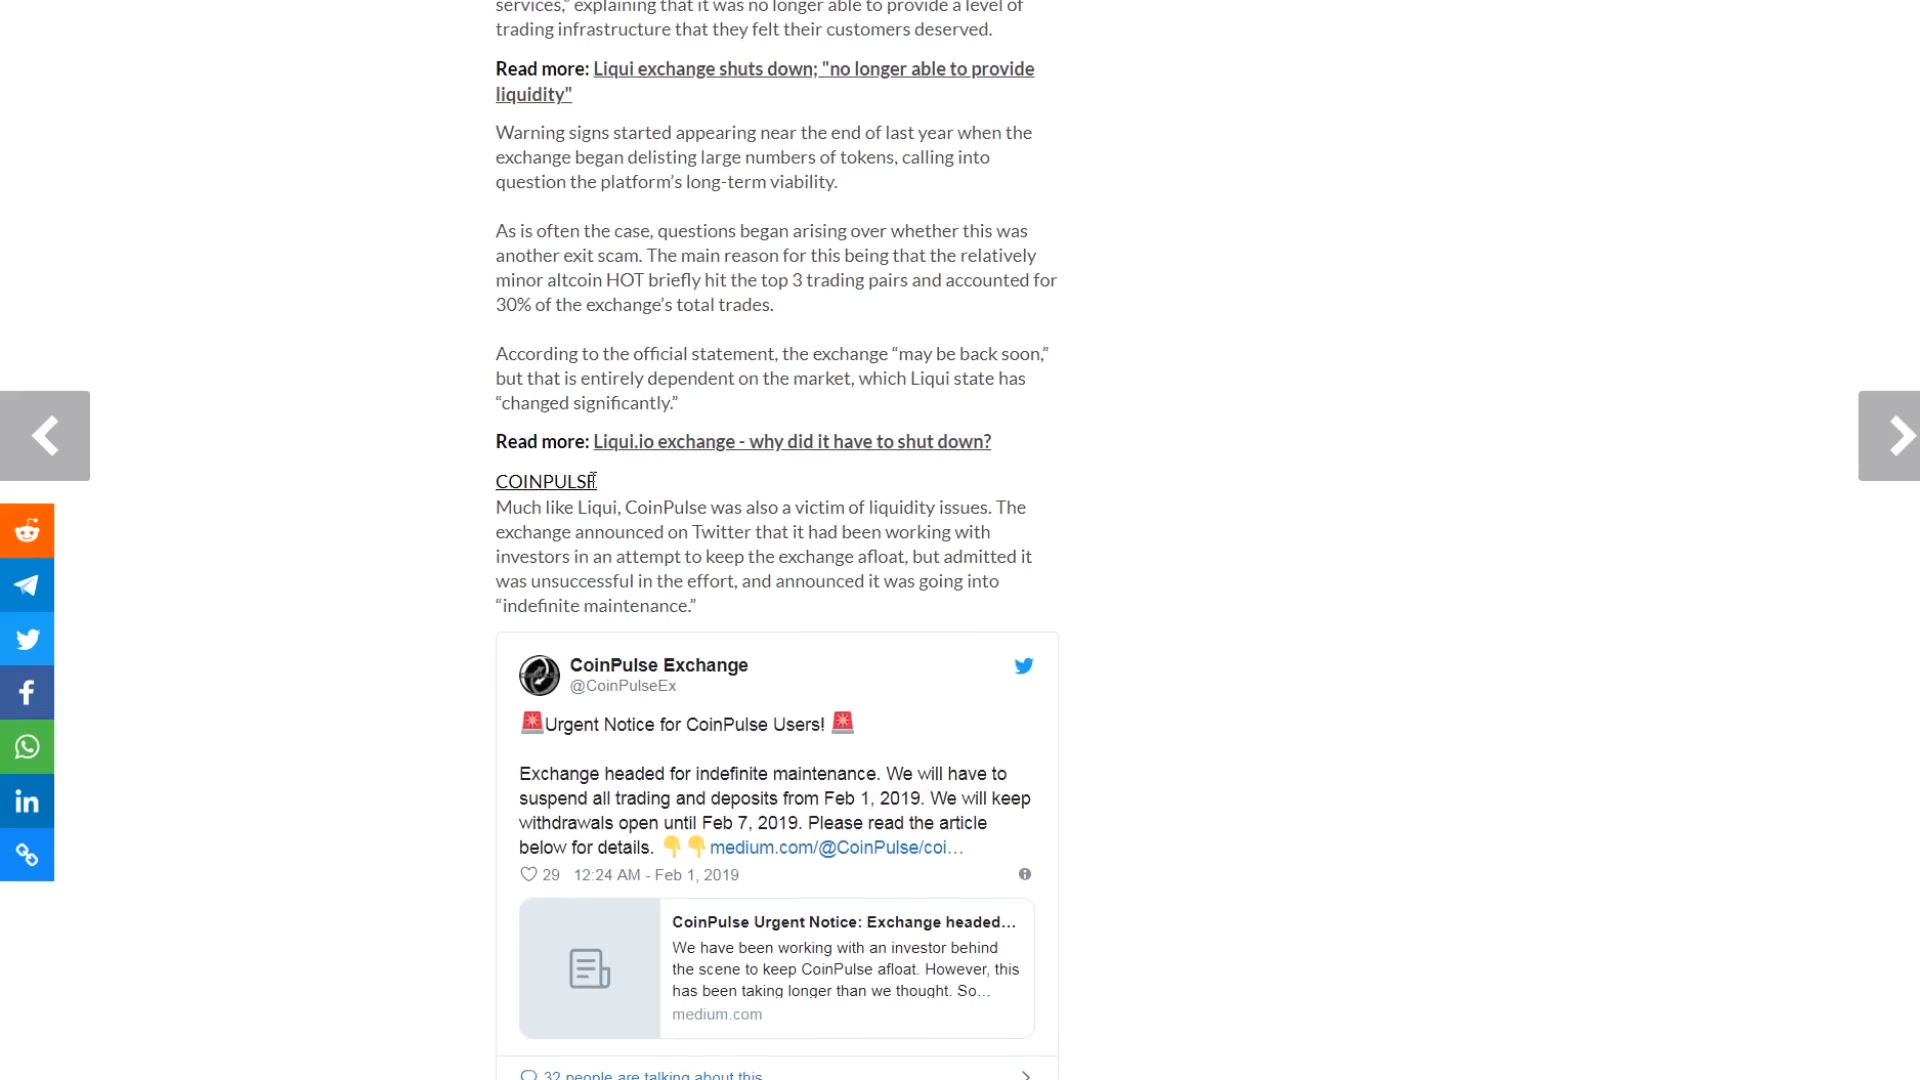 services,” explaining that it was no longer able to provide a level of
trading infrastructure that they felt their customers deserved.
Read more: Liqui exchange shuts down; "no longer able to provide
liquidity"
Warning signs started appearing near the end of last year when the
exchange began delisting large numbers of tokens, calling into
question the platform’s long-term viability.
As is often the case, questions began arising over whether this was
another exit scam. The main reason for this being that the relatively
minor altcoin HOT briefly hit the top 3 trading pairs and accounted for
30% of the exchange’s total trades.
According to the official statement, the exchange “may be back soon,”
but that is entirely dependent on the market, which Liqui state has
“changed significantly.”
Read more: Liqui.io exchange - why did it have to shut down?
COINPULSE
Much like Liqui, CoinPulse was also a victim of liquidity issues. The
exchange announced on Twitter that it had been working with
investors in an attempt to keep the exchange afloat, but admitted it
was unsuccessful in the effort, and announced it was going into
“indefinite maintenance.”
CoinPulse Exchange
@CoinPulseEx
🚨Urgent Notice for CoinPulse Users! 🚨
Exchange headed for indefinite maintenance. We will have to
suspend all trading and deposits from Feb 1, 2019. We will keep
withdrawals open until Feb 7, 2019. Please read the article
below for details. 👇👇 medium.com/@CoinPulse/coi…
29 12:24 AM - Feb 1, 2019
CoinPulse Urgent Notice: Exchange headed…
We have been working with an investor behind
the scene to keep CoinPulse afloat. However, this
has been taking longer than we thought. So…
medium.com
32 people are talking about this